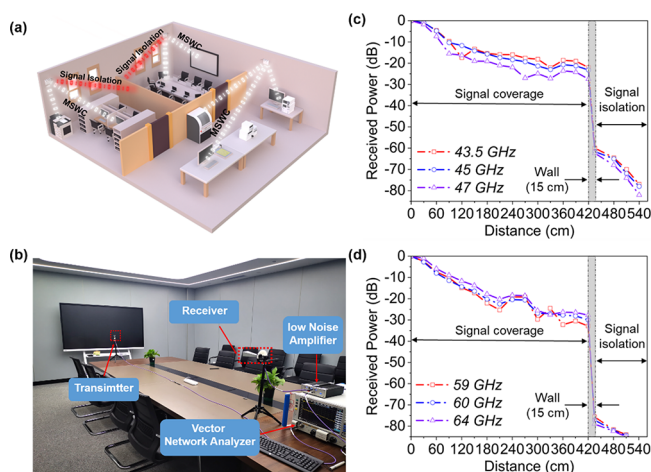 (a)
MSWC
Signal Isolation
Signal Isolation
MSWC
MSWC
(b)
Receiver
low Noise
Amplifier
Transimtter
Vector
Network Analyzer
(c)
Received Power (dB)
0
-10
-20
-30
-40
-50
-60
-70
-80
Signal coverage
Signal
isolation
43.5 GHz
45 GHz
47 GHz
Wall
(15 cm)
0 60 120 180 240 300 360 420 480 540
Distance (cm)
(d)
Received Power (dB)
0
-10
-20
-30
-40
-50
-60
-70
-80
Signal coverage
Signal
isolation
59 GHz
60 GHz
64 GHz
Wall
(15 cm)
0 60 120 180 240 300 360 420 480 540
Distance (cm)